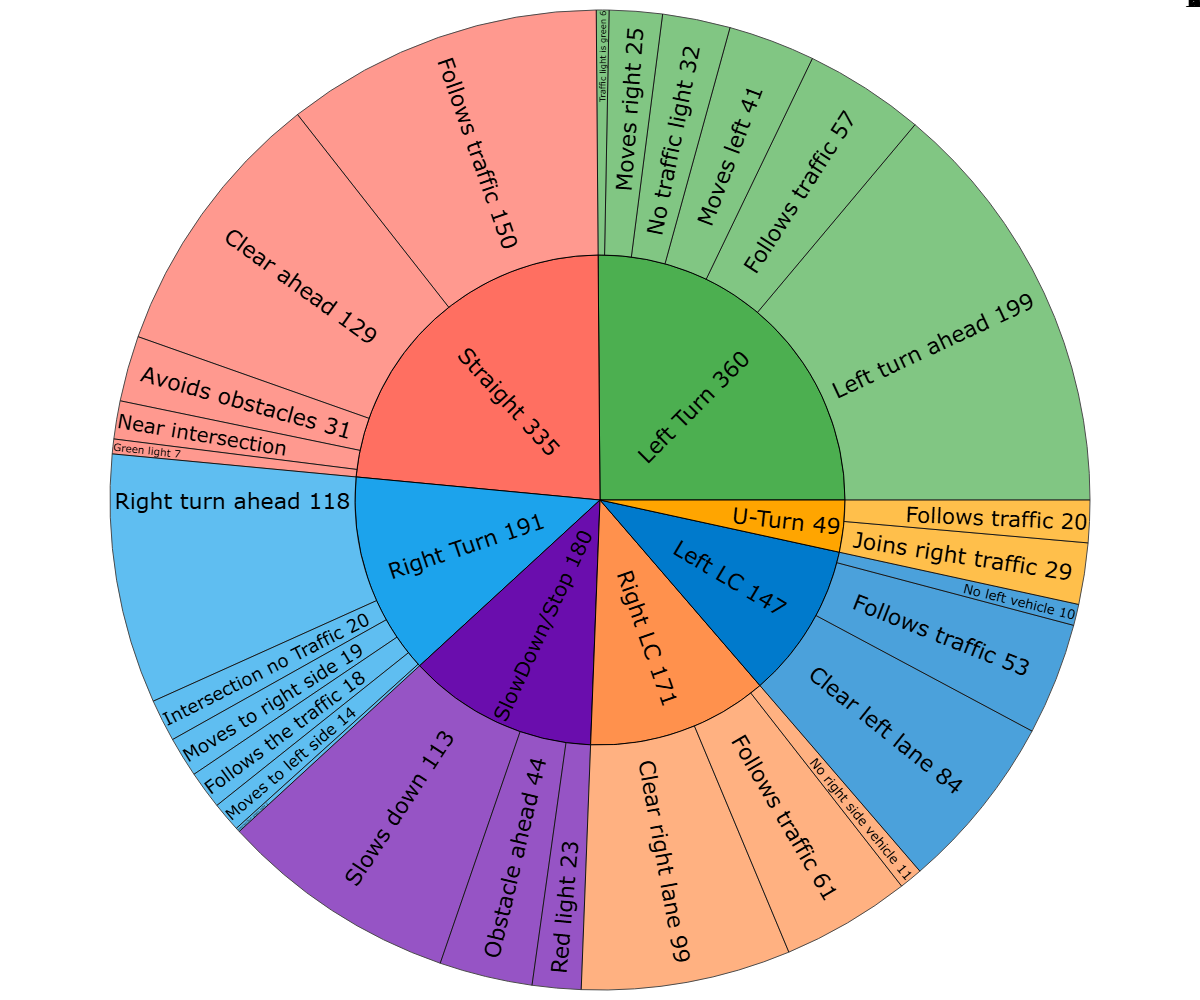 Left Turn 360
Left turn ahead 199
Follows traffic 57
Moves left 41
No traffic light 32
Moves right 25
Traffic light is green 6
Straight 335
Follows traffic 150
Clear ahead 129
Avoids obstacles 31
Near intersection
Green light 7
Right Turn 191
Right turn ahead 118
Intersection no Traffic 20
Moves to right side 19
Follows the traffic 18
Moves to left side 14
SlowDown/Stop 180
Slows down 113
Obstacle ahead 44
Red light 23
Right LC 171
Clear right lane 99
Follows traffic 61
No right side vehicle 11
Left LC 147
Clear left lane 84
Follows traffic 53
No left vehicle 10
U-Turn 49
Joins right traffic 29
Follows traffic 20